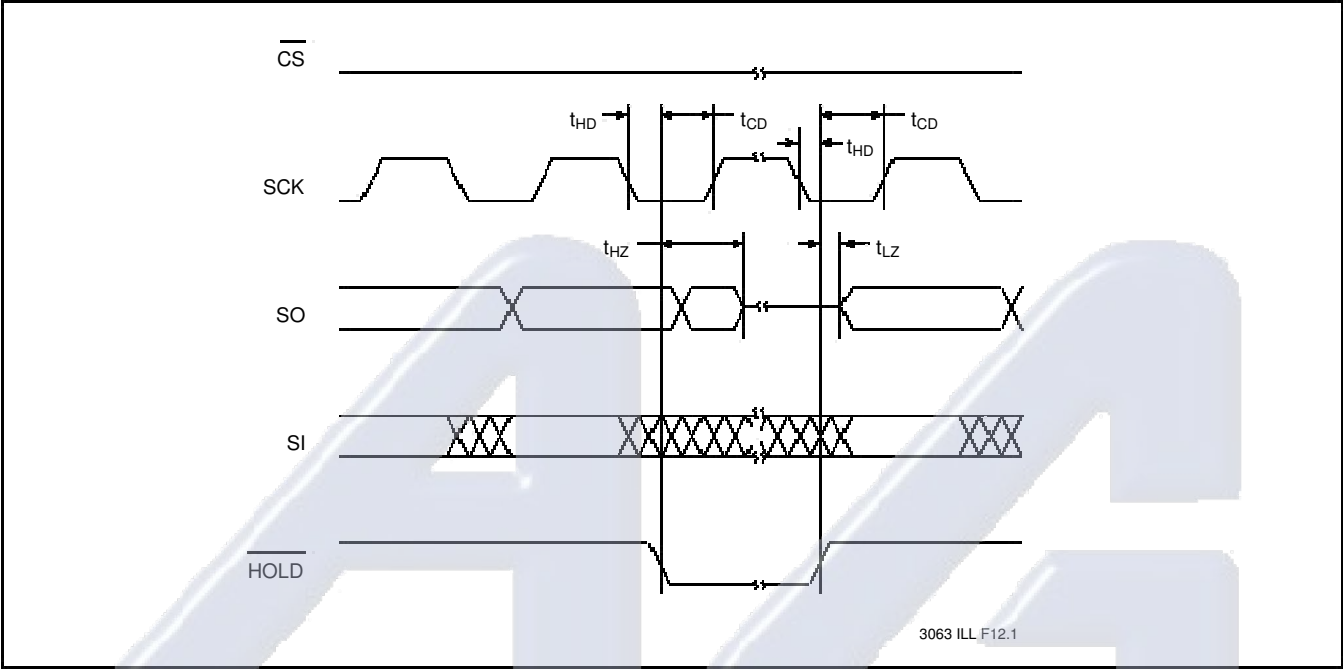 CS
tHD tCD tCD
tHD
SCK
tHZ tLZ
SO
SI
HOLD
3063 ILL F12.1